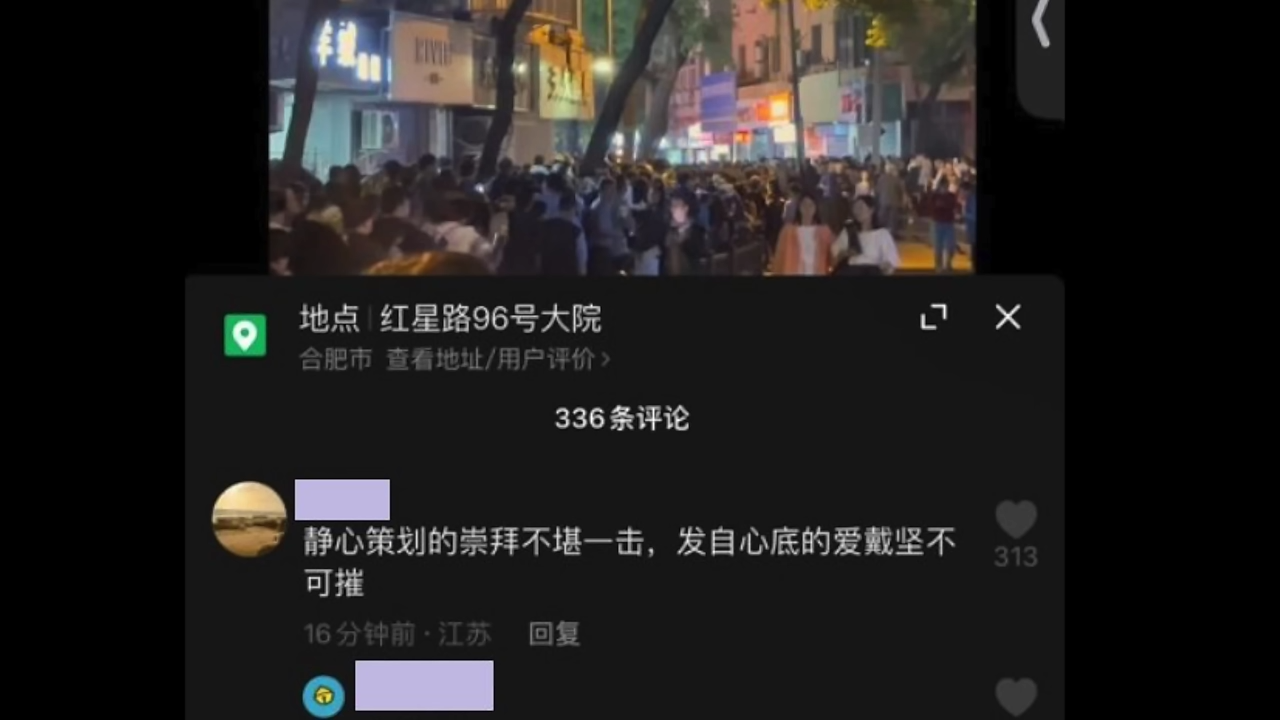 地点 红星路96号大院
合肥市 查看地址/用户评价
336条评论
静心策划的崇拜不堪一击，发自心底的爱戴坚不
可摧
313
16分钟前·江苏 回复